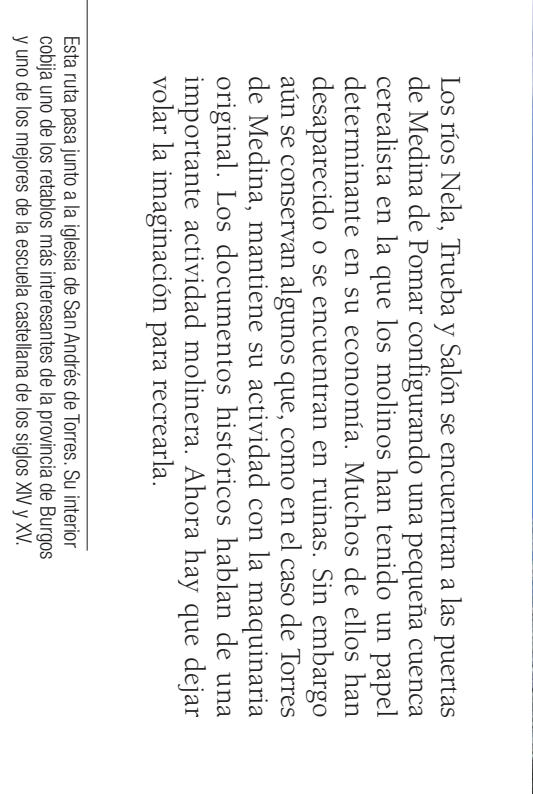 Los ríos Nela, Trueba y Salón se encuentran a las puertas
de Medina de Pomar configurando una pequeña cuenca
cerealista en la que los molinos han tenido un papel
determinante en su economía. Muchos de ellos han
desaparecido o se encuentran en ruinas. Sin embargo
aún se conservan algunos que, como en el caso de Torres
de Medina, mantiene su actividad con la maquinaria
original. Los documentos históricos hablan de una
importante actividad molinera. Ahora hay que dejar
volar la imaginación para recrearla.
Esta ruta pasa junto a la iglesia de San Andrés de Torres. Su interior
cobija uno de los retablos más interesantes de la provincia de Burgos
y uno de los mejores de la escuela castellana de los siglos XIV y XV.